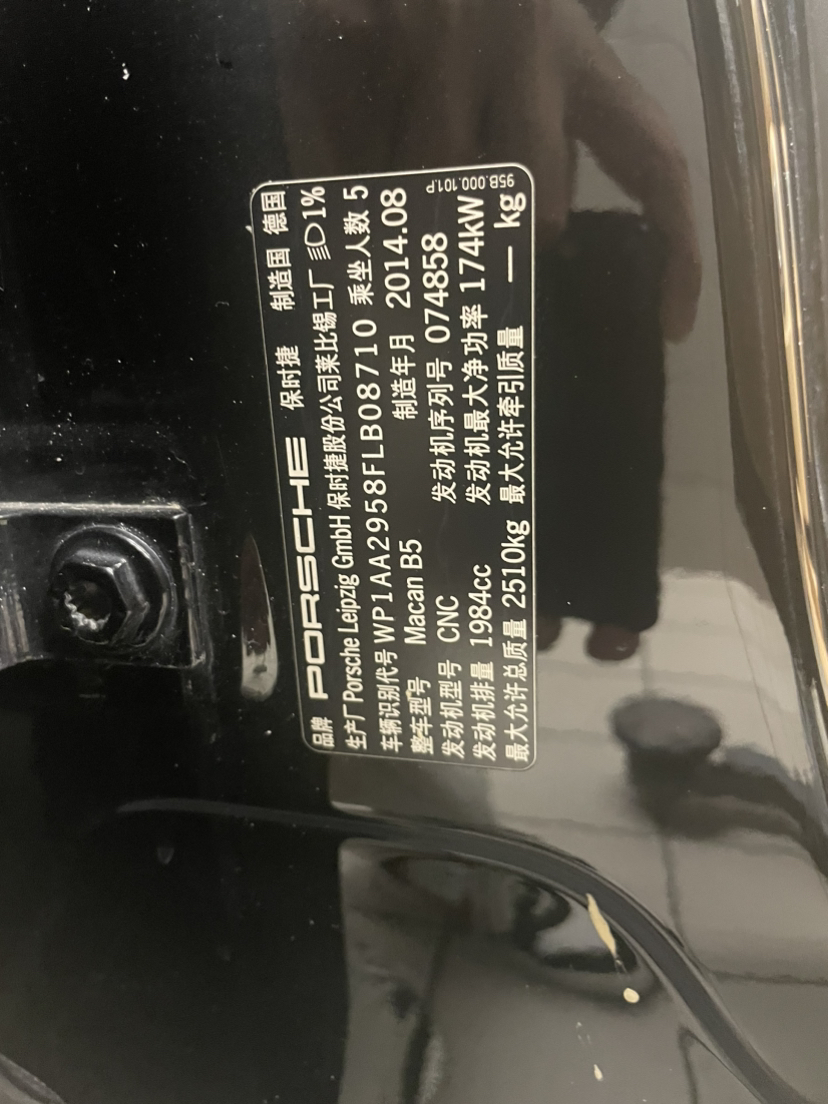 品牌 PORSCHE 保时捷 制造国 德国
生产厂 Porsche Leipzig GmbH 保时捷股份公司莱比锡工厂 1%
车辆识别代号 WP1AA2958FLB08710 乘坐人数 5
整车型号 Macan B5 制造年月 2014.08
发动机型号 CNC 发动机序列号 074858
发动机排量 1984cc 发动机最大净功率 174kW
最大允许总质量 2510kg 最大允许牵引质量 — kg
95B.000.101.P